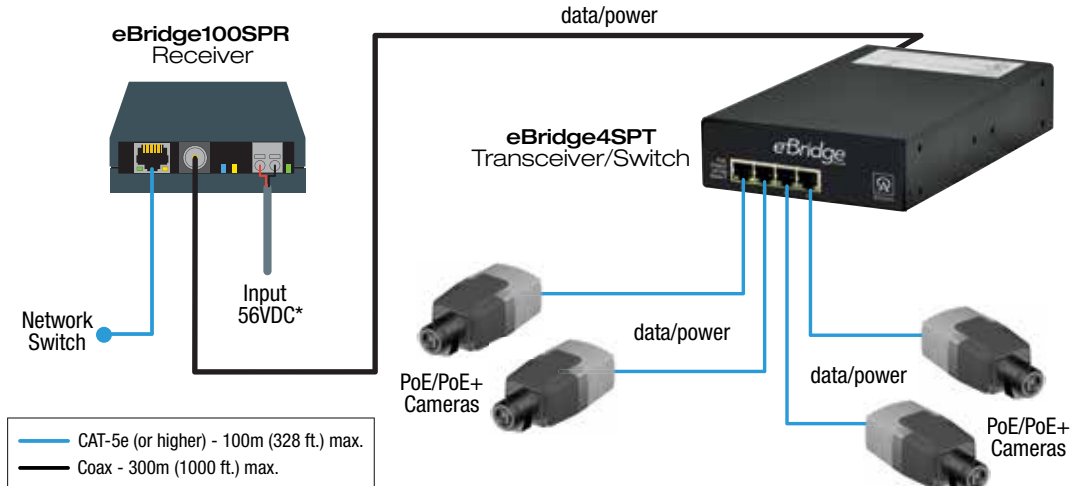 data/power
eBridge100SPR
Receiver
eBridge4SPT
Transceiver/Switch
eBridge
Input
56VDC*
Network
Switch
data/power
PoE/PoE+
Cameras
data/power
PoE/PoE+
Cameras
CAT-5e (or higher) - 100m (328 ft.) max.
Coax - 300m (1000 ft.) max.